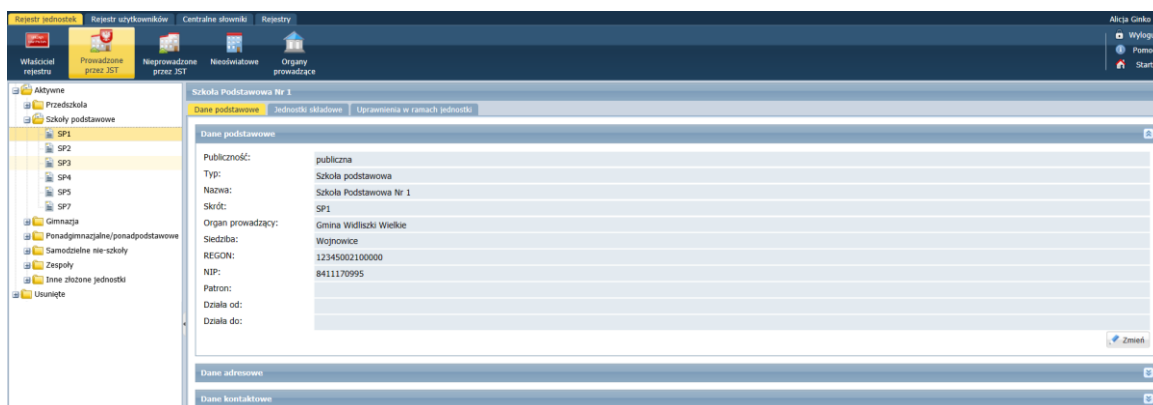 Rejestr jednostek Rejestr użytkowników Centralne słowniki Rejestry Alicja Ginko
Właściciel rejestru
Prowadzone przez JST
Nieprowadzone przez JST
Nieoświatowe
Organy prowadzące
Wylogu
Pomo
Start
Aktywne
Przedszkola
Szkoły podstawowe
SP1
SP2
SP3
SP4
SP5
SP7
Gimnazja
Ponadgimnazjalne/ponadpodstawowe
Samodzielne nie-szkoły
Zespoły
Inne złożone jednostki
Usunięte
Szkoła Podstawowa Nr 1
Dane podstawowe Jednostki składowe Uprawnienia w ramach jednostki
Dane podstawowe
Publiczność: publiczna
Typ: Szkoła podstawowa
Nazwa: Szkoła Podstawowa Nr 1
Skrót: SP1
Organ prowadzący: Gmina Widliszki Wielkie
Siedziba: Wojnowice
REGON: 12345002100000
NIP: 8411170995
Patron:
Działa od:
Działa do:
Zmień
Dane adresowe
Dane kontaktowe